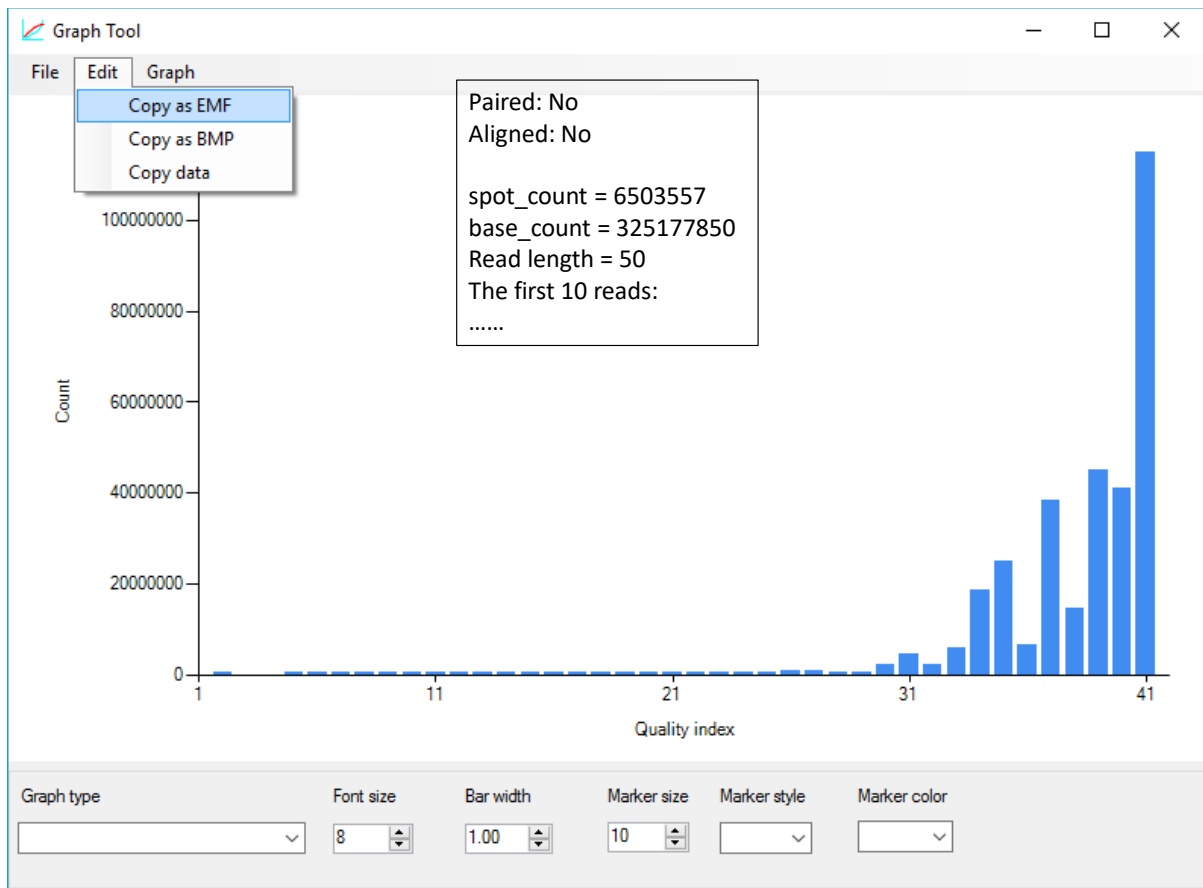 Graph Tool
File Edit Graph
Copy as EMF
Copy as BMP
Copy data
Paired: No
Aligned: No
spot_count = 6503557
base_count = 325177850
Read length = 50
The first 10 reads:
......
100000000
80000000
60000000
40000000
20000000
0
Count
1 11 21 31 41
Quality index
Graph type Font size Bar width Marker size Marker style Marker color
8 1.00 10